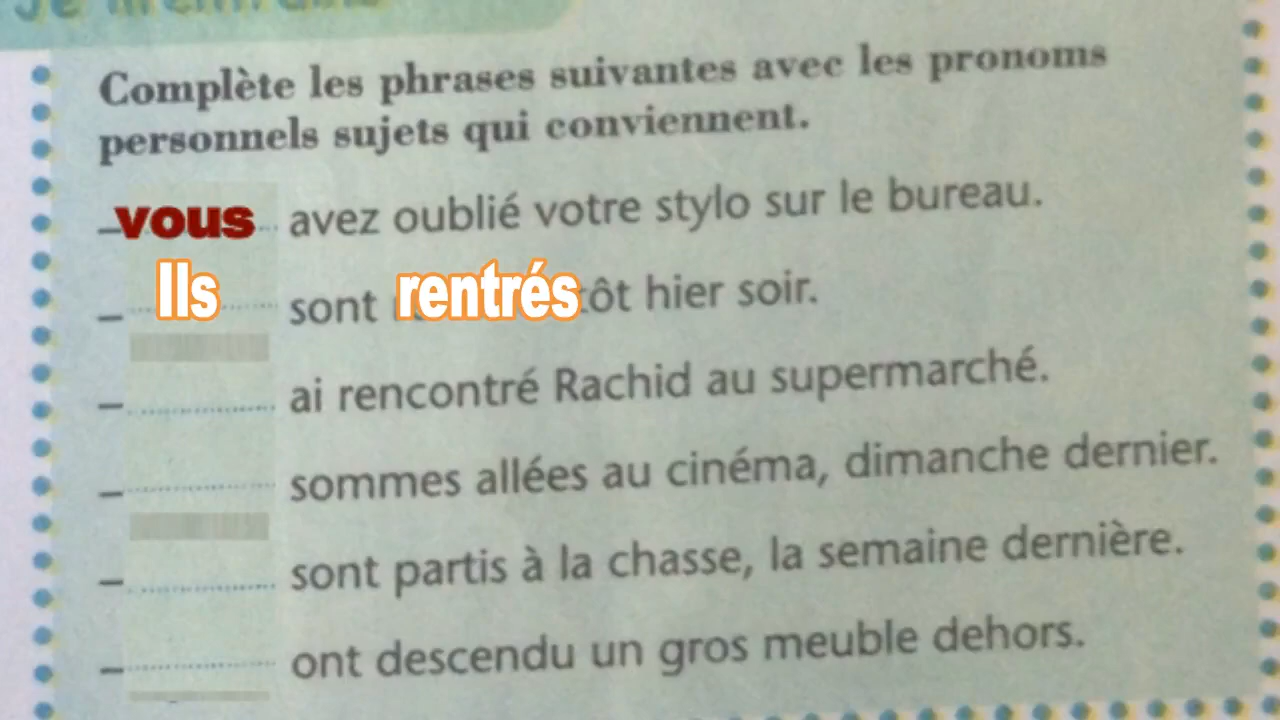 Complète les phrases suivantes avec les pronoms
personnels sujets qui conviennent.
– vous avez oublié votre stylo sur le bureau.
– Ils sont rentrés tôt hier soir.
– ........ ai rencontré Rachid au supermarché.
– ........ sommes allées au cinéma, dimanche dernier.
– ........ sont partis à la chasse, la semaine dernière.
– ........ ont descendu un gros meuble dehors.